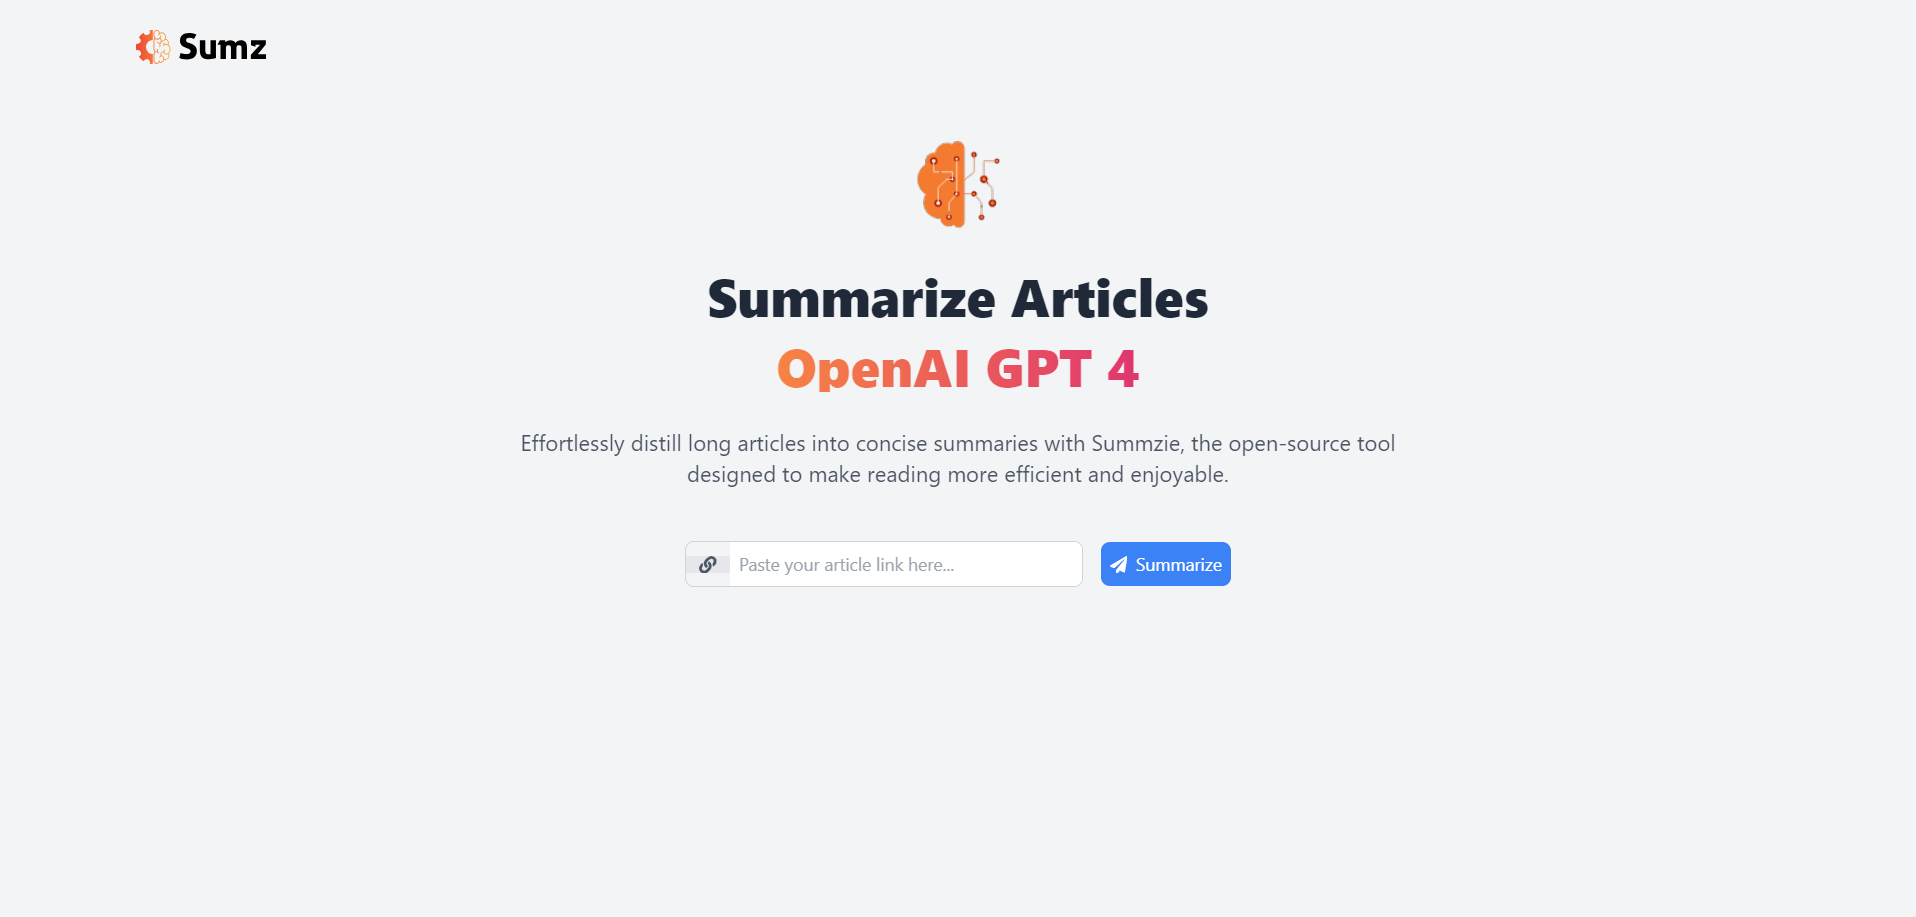 Sumz
Summarize Articles
OpenAI GPT 4
Effortlessly distill long articles into concise summaries with Summzie, the open-source tool
designed to make reading more efficient and enjoyable.
Paste your article link here...
Summarize